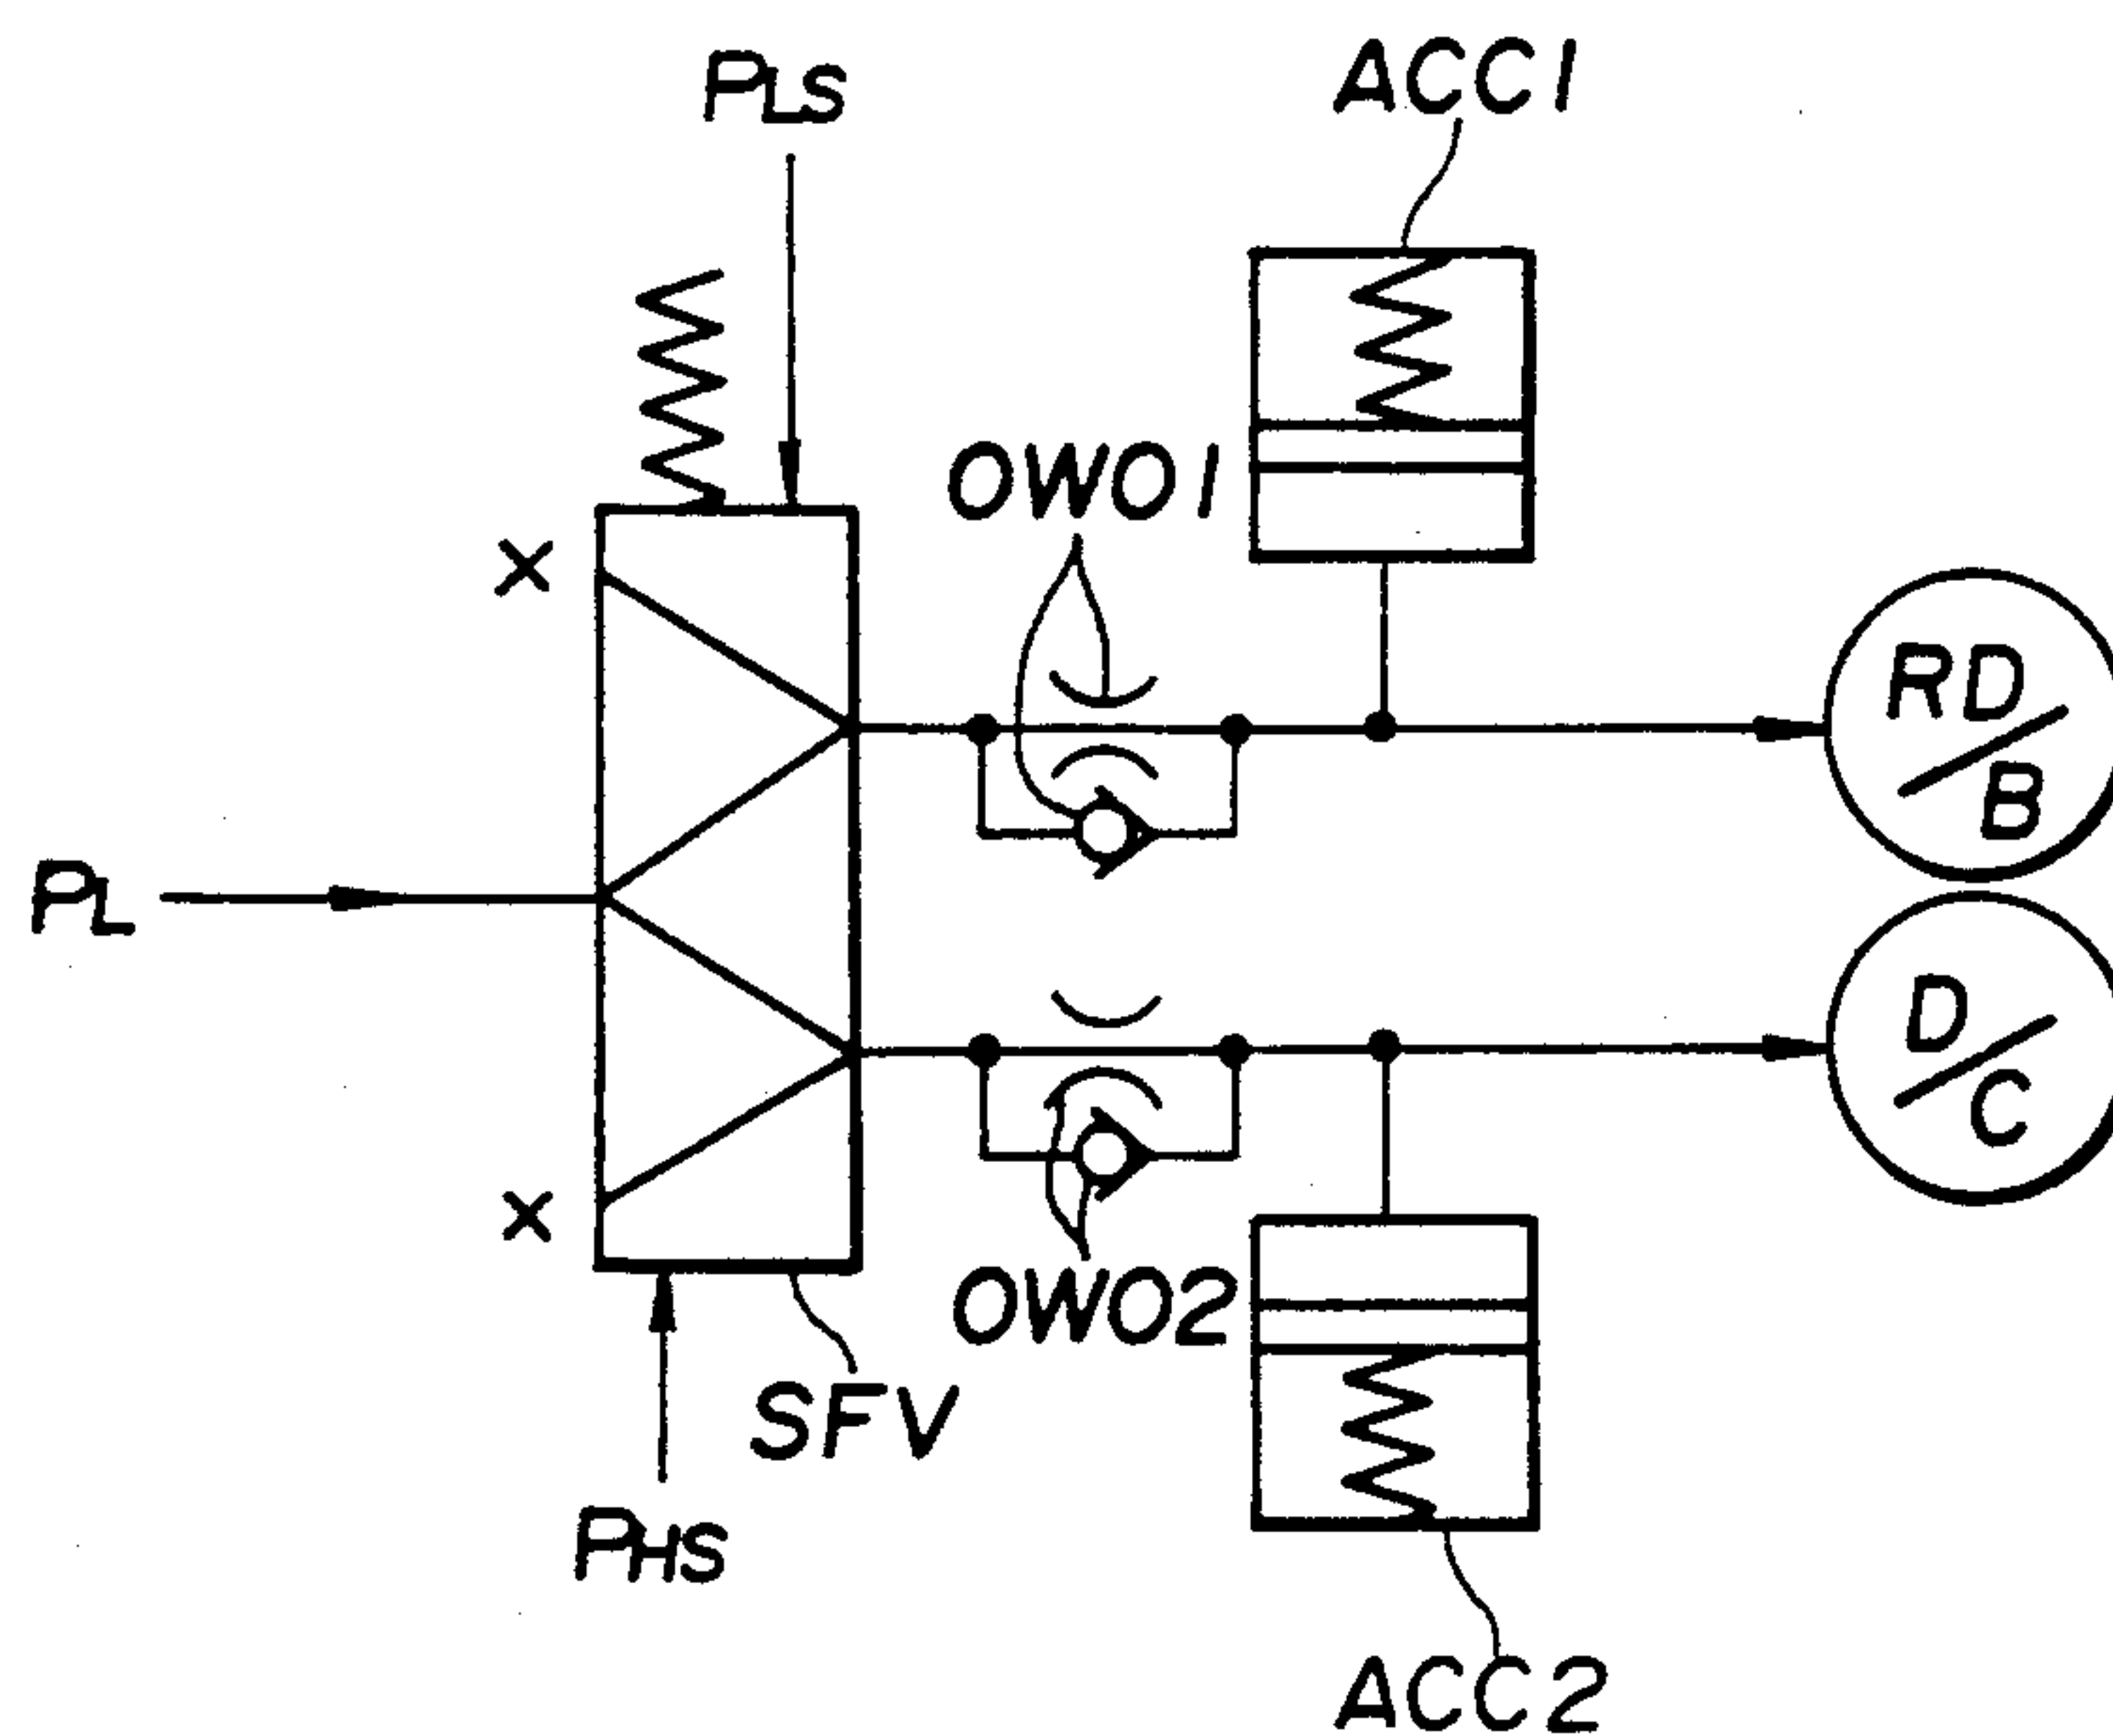 PLS
ACC1
OWO1
×
RD/B
PL
D/C
×
OWO2
SFV
PHS
ACC2